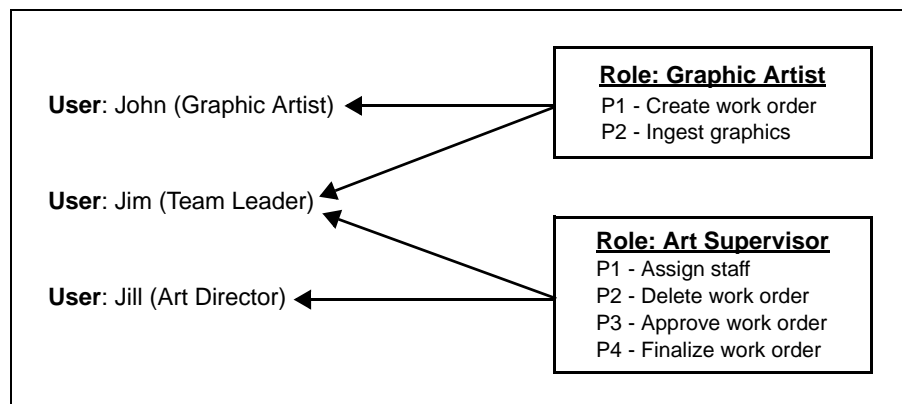 User: John (Graphic Artist)
User: Jim (Team Leader)
User: Jill (Art Director)
Role: Graphic Artist
P1 - Create work order
P2 - Ingest graphics
Role: Art Supervisor
P1 - Assign staff
P2 - Delete work order
P3 - Approve work order
P4 - Finalize work order